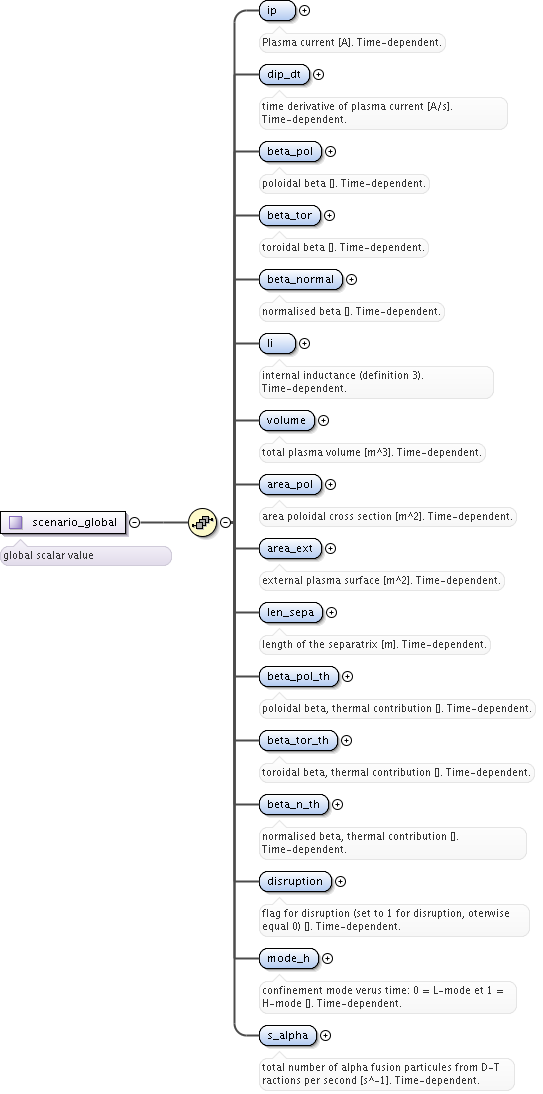 ip
Plasma current [A]. Time-dependent.
dip_dt
time derivative of plasma current [A/s].
Time-dependent.
beta_pol
poloidal beta []. Time-dependent.
beta_tor
toroidal beta []. Time-dependent.
beta_normal
normalised beta []. Time-dependent.
li
internal inductance (definition 3).
Time-dependent.
volume
total plasma volume [m^3]. Time-dependent.
area_pol
area poloidal cross section [m^2]. Time-dependent.
scenario_global
global scalar value
area_ext
external plasma surface [m^2]. Time-dependent.
len_sepa
length of the separatrix [m]. Time-dependent.
beta_pol_th
poloidal beta, thermal contribution []. Time-dependent.
beta_tor_th
toroidal beta, thermal contribution []. Time-dependent.
beta_n_th
normalised beta, thermal contribution [].
Time-dependent.
disruption
flag for disruption (set to 1 for disruption, oterwise
equal 0) []. Time-dependent.
mode_h
confinement mode verus time: 0 = L-mode et 1 =
H-mode []. Time-dependent.
s_alpha
total number of alpha fusion particules from D-T
ractions per second [s^-1]. Time-dependent.